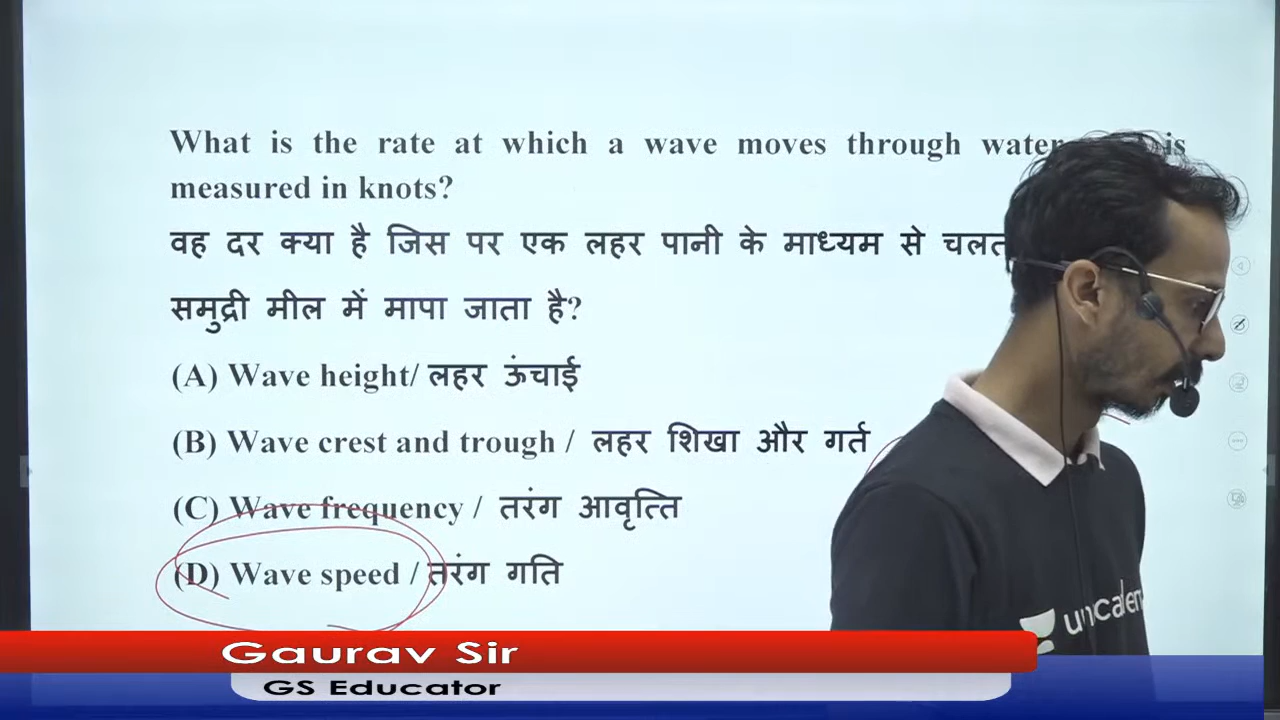 What is the rate at which a wave moves through water is
measured in knots?
वह दर क्या है जिस पर एक लहर पानी के माध्यम से
समुद्री मील में मापा जाता है?
(A) Wave height/ लहर ऊंचाई
(B) Wave crest and trough / लहर शिखा और गर्त
(C) Wave frequency / तरंग आवृत्ति
(D) Wave speed / तरंग गति
Gaurav Sir
GS Educator